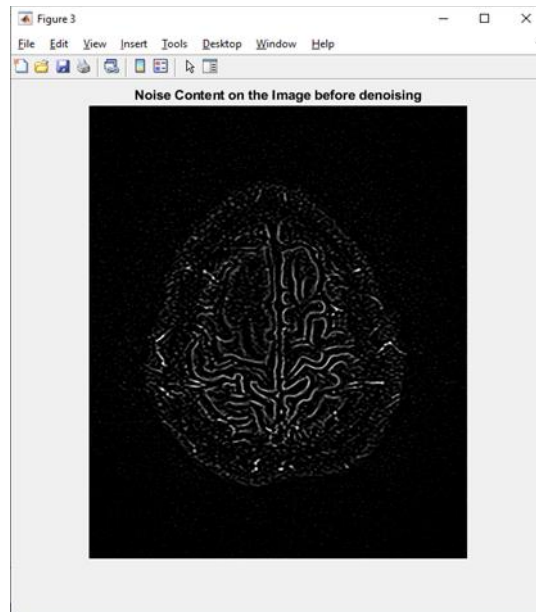 Figure 3
File Edit View Insert Tools Desktop Window Help
Noise Content on the Image before denoising